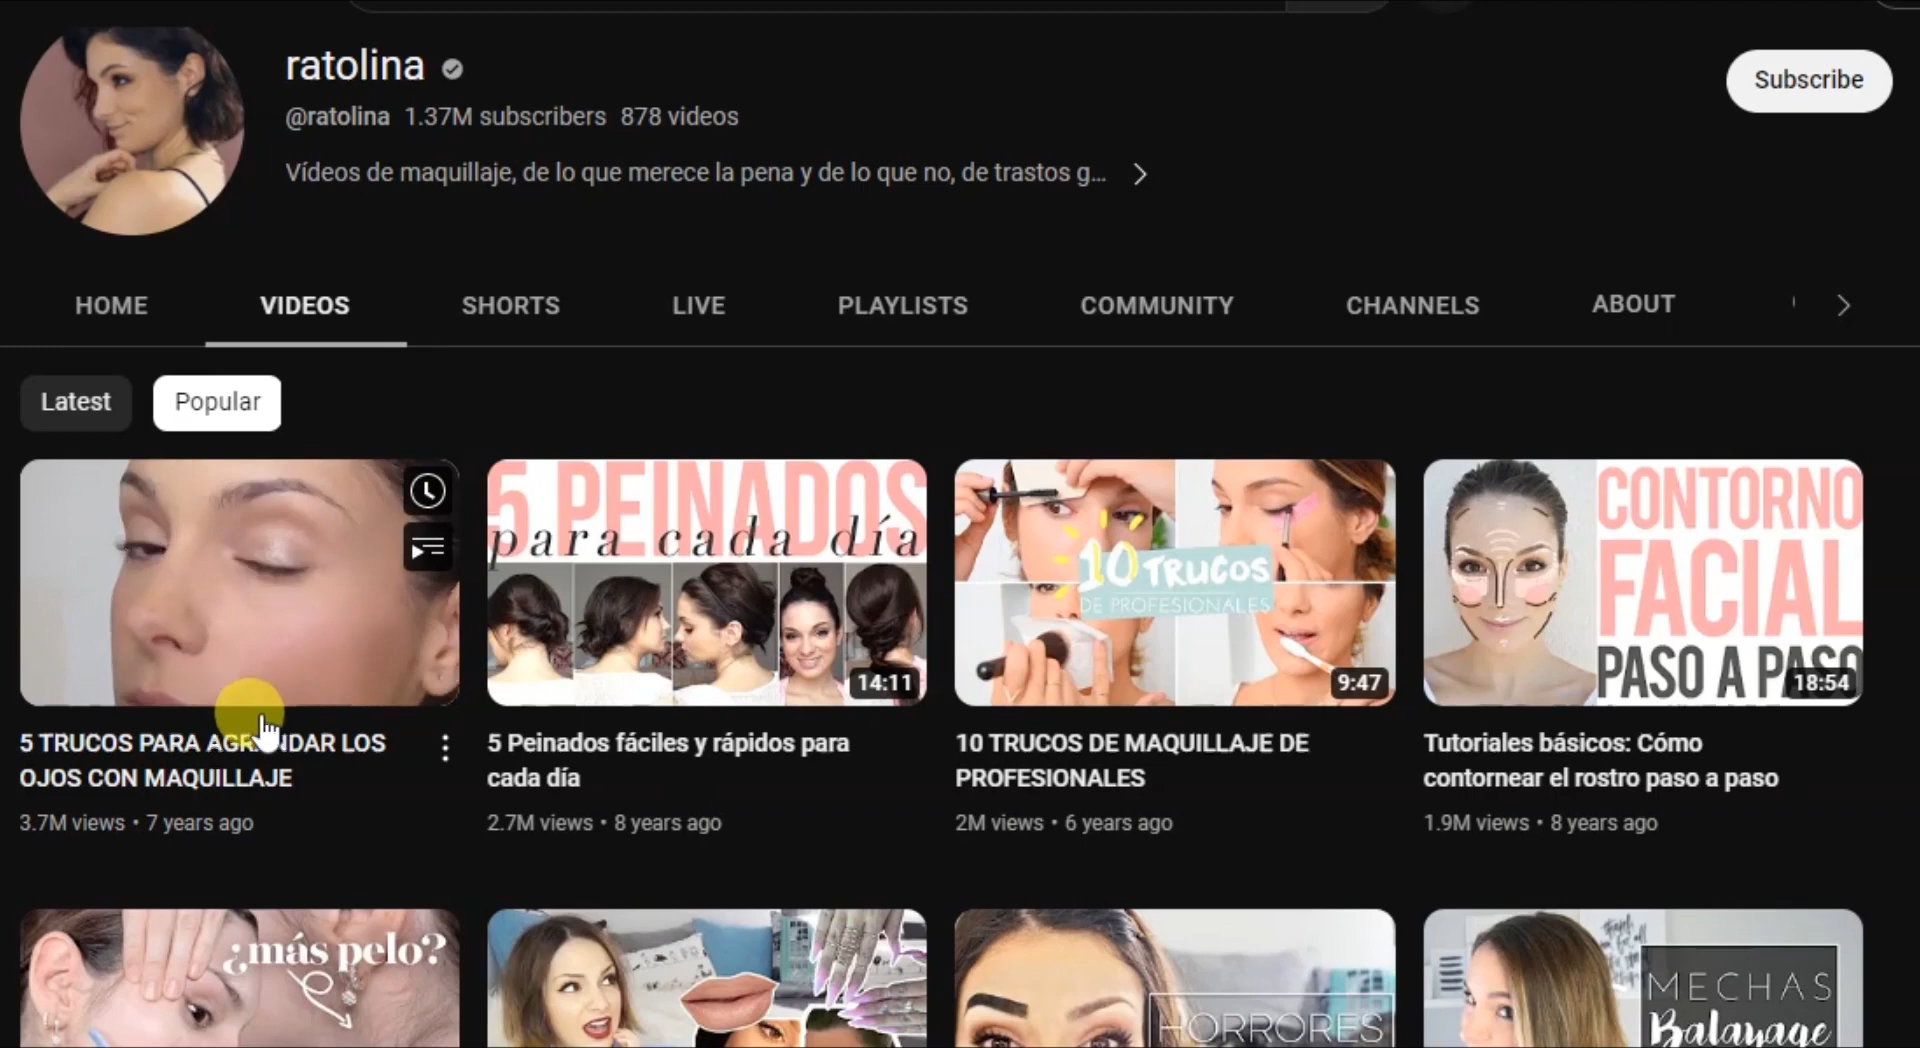 ratolina
Subscribe
@ratolina 1.37M subscribers 878 videos
Vídeos de maquillaje, de lo que merece la pena y de lo que no, de trastos g...
HOME VIDEOS SHORTS LIVE PLAYLISTS COMMUNITY CHANNELS ABOUT
Latest Popular
5 PEINADOS
para cada día
14:11
10 TRUCOS
DE PROFESIONALES
9:47
CONTORNO
FACIAL
PASO A PASO
18:54
5 TRUCOS PARA AGRANDAR LOS
OJOS CON MAQUILLAJE
3.7M views • 7 years ago
5 Peinados fáciles y rápidos para
cada día
2.7M views • 8 years ago
10 TRUCOS DE MAQUILLAJE DE
PROFESIONALES
2M views • 6 years ago
Tutoriales básicos: Cómo
contornear el rostro paso a paso
1.9M views • 8 years ago
¿más pelo?
HORRORES
MECHAS
Balayage